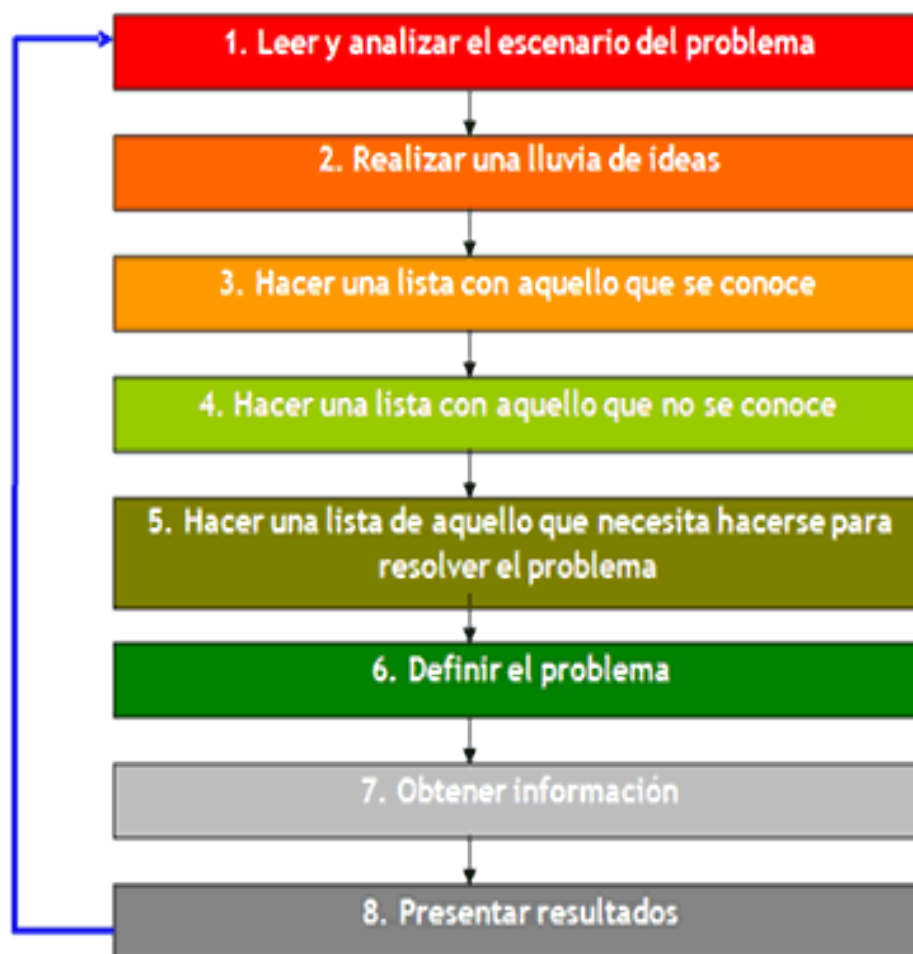 1. Leer y analizar el escenario del problema
2. Realizar una lluvia de ideas
3. Hacer una lista con aquello que se conoce
4. Hacer una lista con aquello que no se conoce
5. Hacer una lista de aquello que necesita hacerse para
resolver el problema
6. Definir el problema
7. Obtener información
8. Presentar resultados